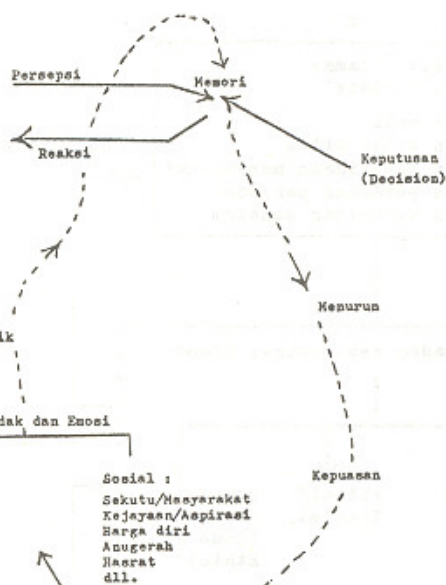 Persepsi
Memori
Reaksi
Keputusan
(Decision)
Menurun
ik
dak dan Emosi
Kepuasan
Sosial :
Sekutu/Masyarakat
Kejayaan/Aspirasi
Harga diri
Anugerah
Hasrat
dll.